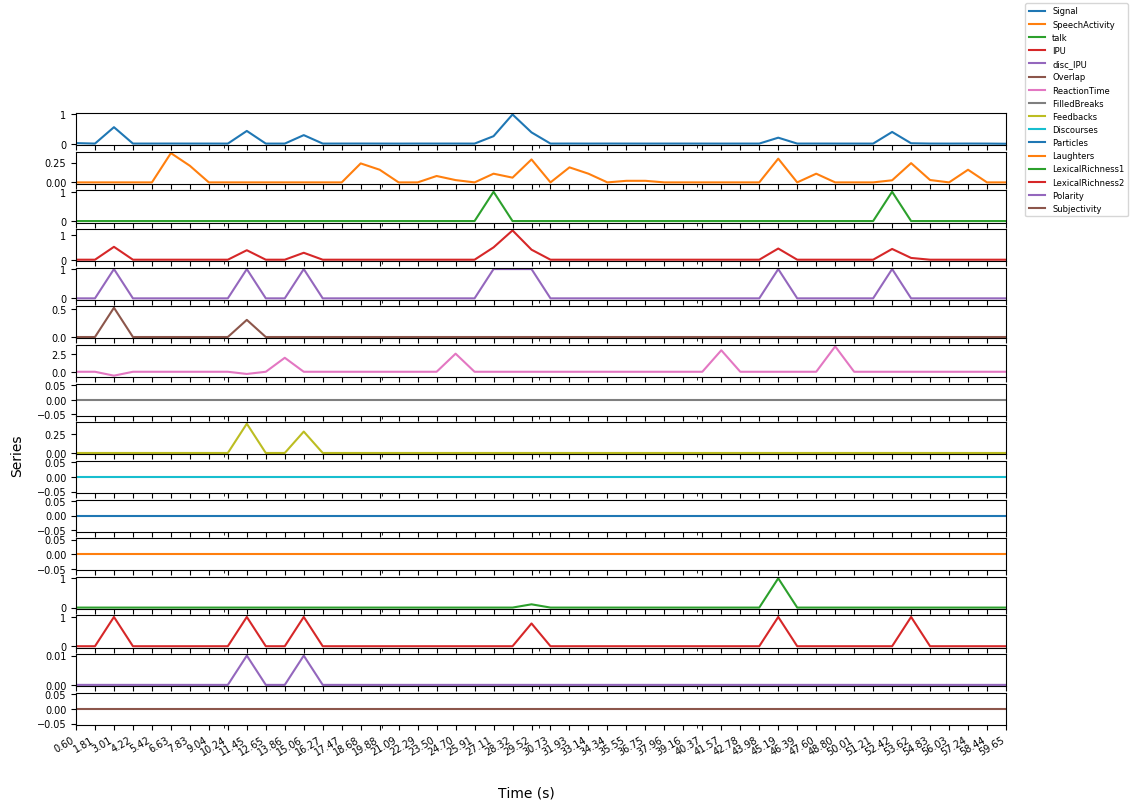 Signal
SpeechActivity
talk
IPU
disc_IPU
Overlap
ReactionTime
FilledBreaks
Feedbacks
Discourses
Particles
Laughters
LexicalRichness1
LexicalRichness2
Polarity
Subjectivity
1
0
0.25
0.00
1
0
1
0
1
0
0.5
0.0
2.5
0.0
0.05
0.00
−0.05
0.25
0.00
0.05
0.00
−0.05
0.05
0.00
−0.05
0.05
0.00
−0.05
1
0
1
0
0.01
0.00
0.05
0.00
−0.05
Series
0.60 1.81 3.01 4.22 5.42 6.63 7.83 9.04 10.24 11.45 12.65 13.86 15.06 16.27 17.47 18.68 19.88 21.09 22.29 23.50 24.70 25.91 27.11 28.32 29.52 30.73 31.93 33.14 34.34 35.55 36.75 37.96 39.16 40.37 41.57 42.78 43.98 45.19 46.39 47.60 48.80 50.01 51.21 52.42 53.62 54.83 56.03 57.24 58.44 59.65
Time (s)